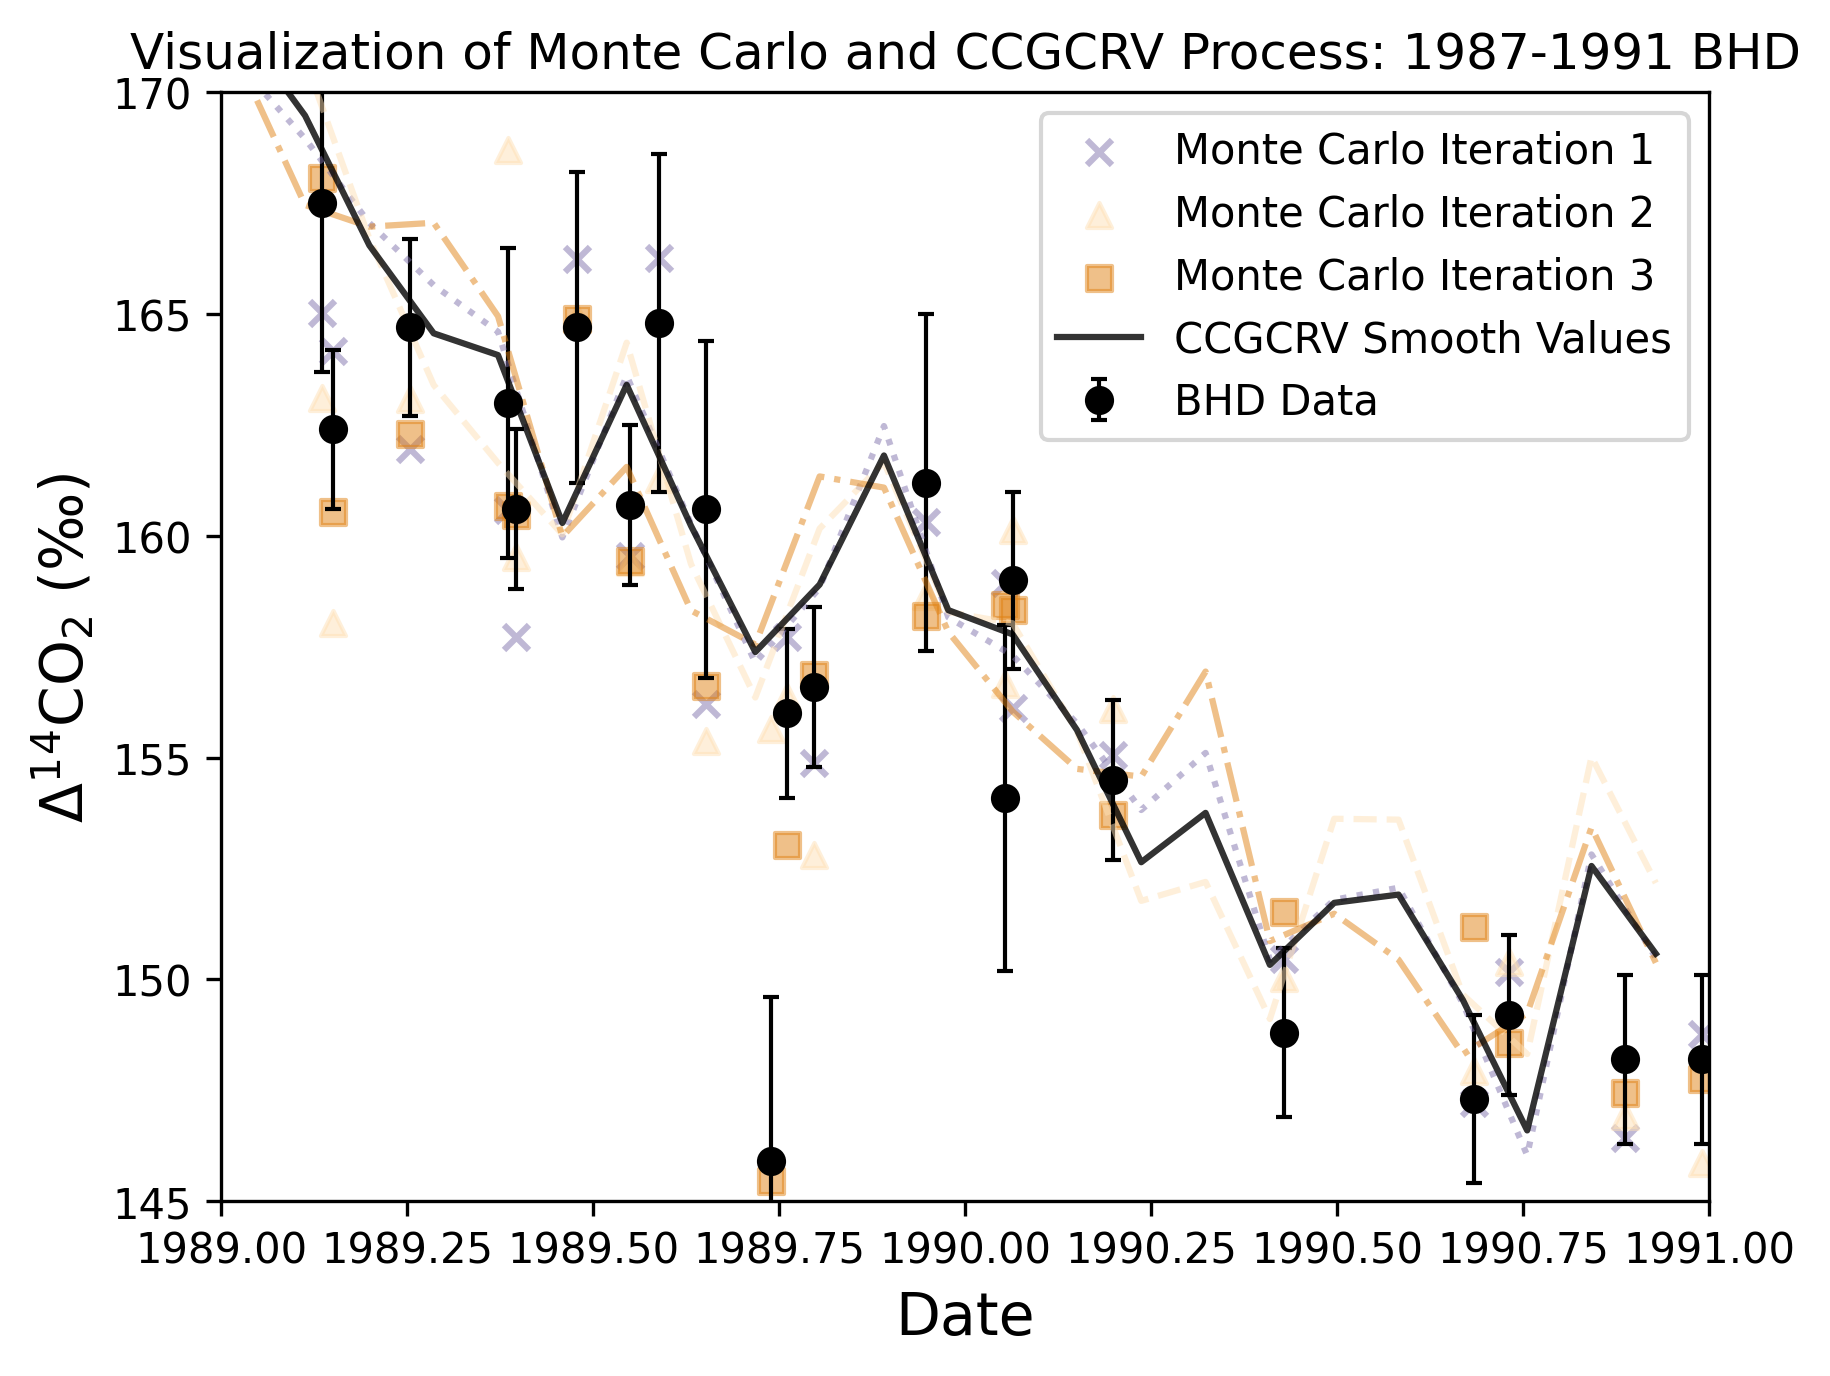 Visualization of Monte Carlo and CCGCRV Process: 1987-1991 BHD
170
165
160
155
150
145
Δ¹⁴CO₂ (‰)
Monte Carlo Iteration 1
Monte Carlo Iteration 2
Monte Carlo Iteration 3
CCGCRV Smooth Values
BHD Data
1989.00 1989.25 1989.50 1989.75 1990.00 1990.25 1990.50 1990.75 1991.00
Date